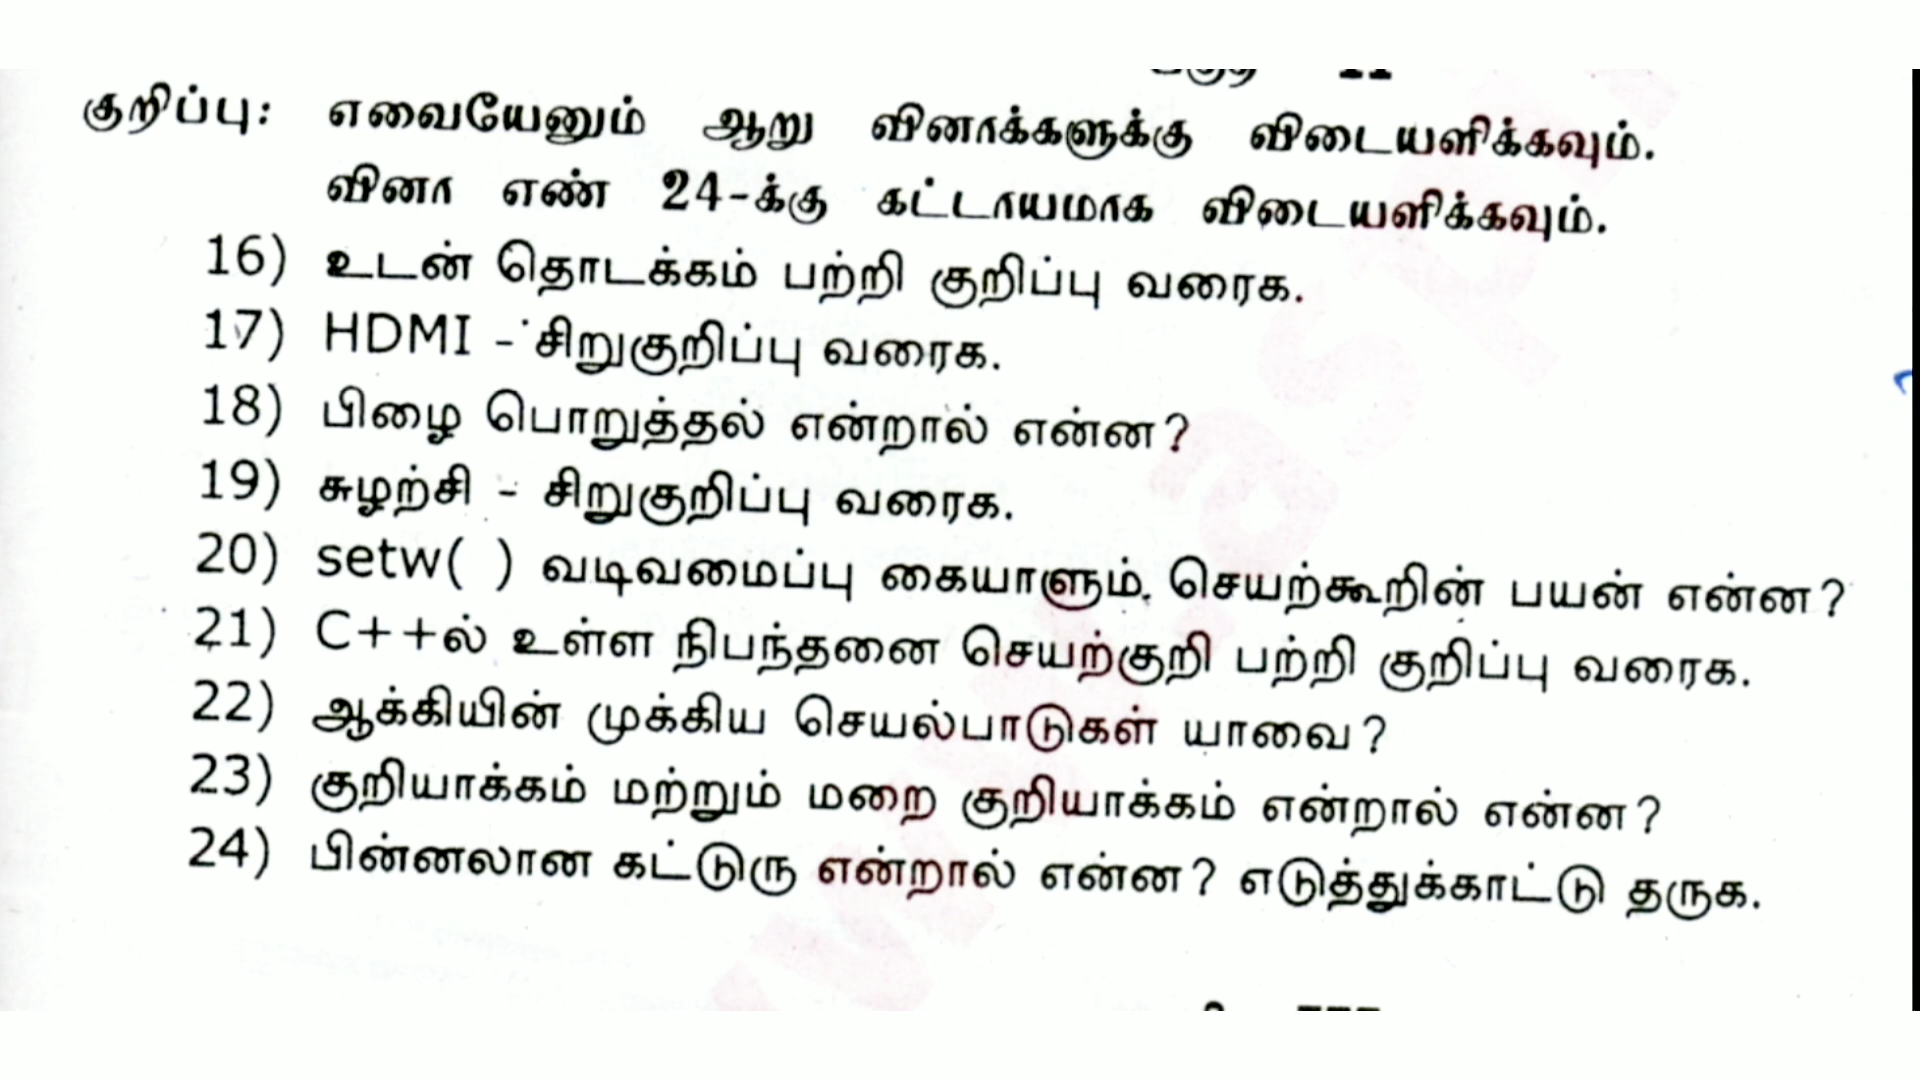 குறிப்பு: எவையேனும் ஆறு வினாக்களுக்கு விடையளிக்கவும்.
வினா எண் 24-க்கு கட்டாயமாக விடையளிக்கவும்.
16) உடன் தொடக்கம் பற்றி குறிப்பு வரைக.
17) HDMI - சிறுகுறிப்பு வரைக.
18) பிழை பொறுத்தல் என்றால் என்ன?
19) சுழற்சி - சிறுகுறிப்பு வரைக.
20) setw( ) வடிவமைப்பு கையாளும் செயற்கூறின் பயன் என்ன?
21) C++ல் உள்ள நிபந்தனை செயற்குறி பற்றி குறிப்பு வரைக.
22) ஆக்கியின் முக்கிய செயல்பாடுகள் யாவை?
23) குறியாக்கம் மற்றும் மறை குறியாக்கம் என்றால் என்ன?
24) பின்னலான கட்டுரு என்றால் என்ன? எடுத்துக்காட்டு தருக.